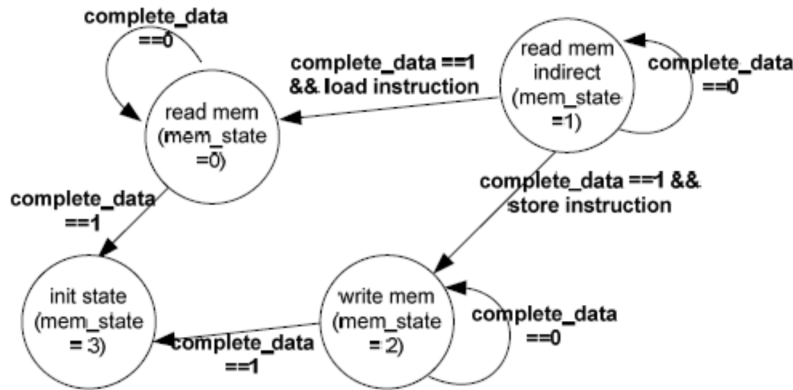 complete_data
==0
read mem
(mem_state
=0)
complete_data ==1
&& load instruction
read mem
indirect
(mem_state
=1)
complete_data
==0
complete_data ==1 &&
store instruction
complete_data
==1
init state
(mem_state
= 3)
write mem
(mem_state
= 2)
complete_data
==0
complete_data
==1